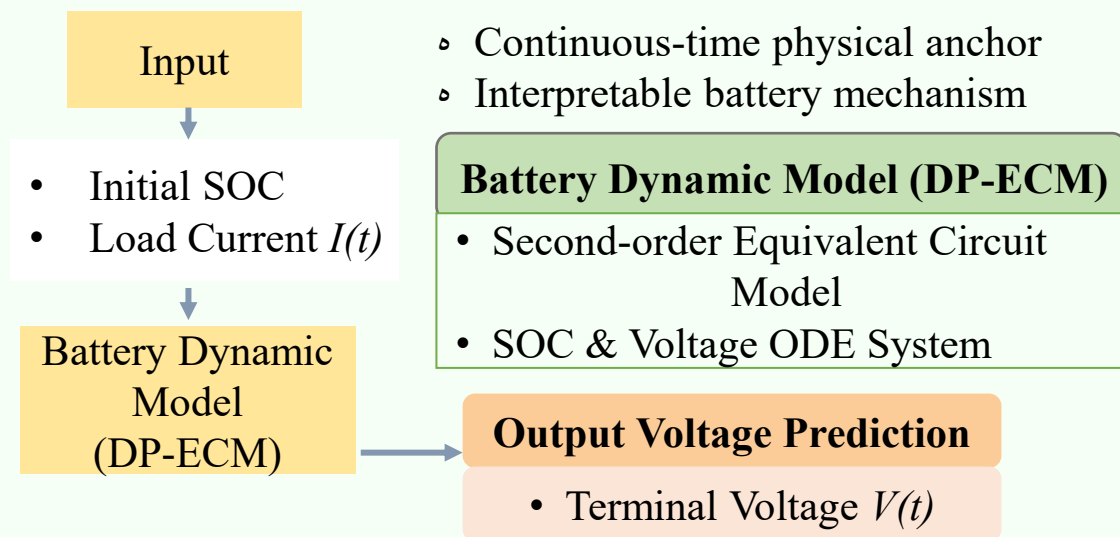 Input
• Initial SOC
• Load Current I(t)
Battery Dynamic
Model
(DP-ECM)
Continuous-time physical anchor
Interpretable battery mechanism
Battery Dynamic Model (DP-ECM)
• Second-order Equivalent Circuit
Model
• SOC & Voltage ODE System
Output Voltage Prediction
• Terminal Voltage V(t)